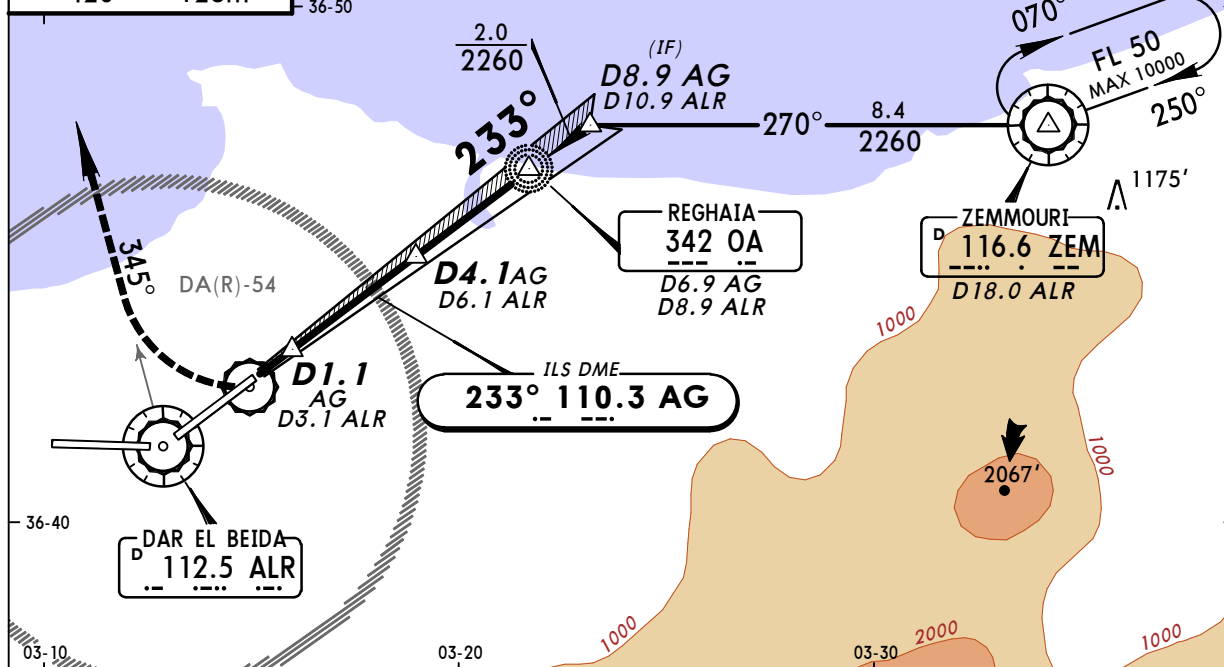 36-50
2.0
2260
(IF)
D8.9 AG
D10.9 ALR
233°
270°
8.4
2260
070°
FL 50
MAX 10000
250°
1175'
REGHAIA
342 OA
D6.9 AG
D8.9 ALR
D ZEMMOURI
116.6 ZEM
D18.0 ALR
345°
DA(R)-54
D4.1 AG
D6.1 ALR
1000
D1.1
AG
D3.1 ALR
ILS DME
233° 110.3 AG
1000
2067'
36-40
DAR EL BEIDA
D 112.5 ALR
1000
2000
1000
03-10
03-20
03-30